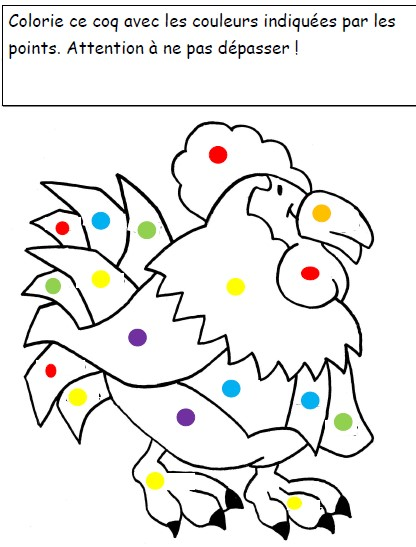 Colorie ce coq avec les couleurs indiquées par les
points. Attention à ne pas dépasser !